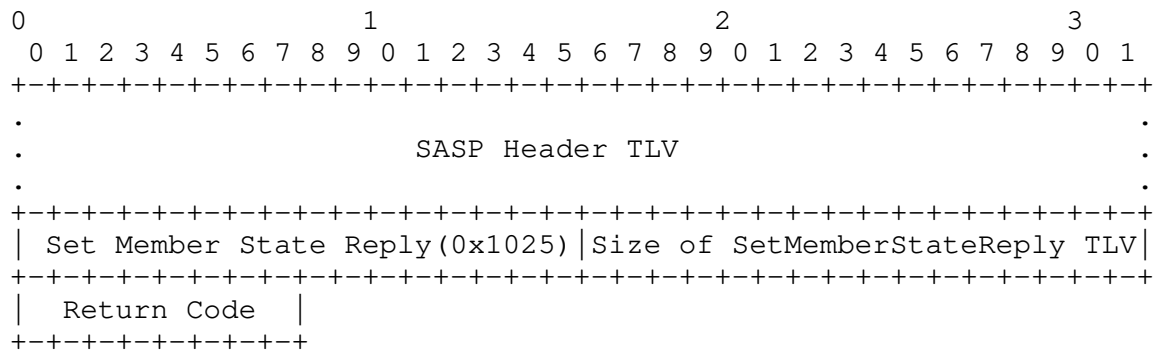 0                   1                   2                   3
 0 1 2 3 4 5 6 7 8 9 0 1 2 3 4 5 6 7 8 9 0 1 2 3 4 5 6 7 8 9 0 1
+-+-+-+-+-+-+-+-+-+-+-+-+-+-+-+-+-+-+-+-+-+-+-+-+-+-+-+-+-+-+-+-+
.                                                               .
.                      SASP Header TLV                          .
.                                                               .
+-+-+-+-+-+-+-+-+-+-+-+-+-+-+-+-+-+-+-+-+-+-+-+-+-+-+-+-+-+-+-+-+
| Set Member State Reply(0x1025)|Size of SetMemberStateReply TLV|
+-+-+-+-+-+-+-+-+-+-+-+-+-+-+-+-+-+-+-+-+-+-+-+-+-+-+-+-+-+-+-+-+
|  Return Code  |
+-+-+-+-+-+-+-+-+